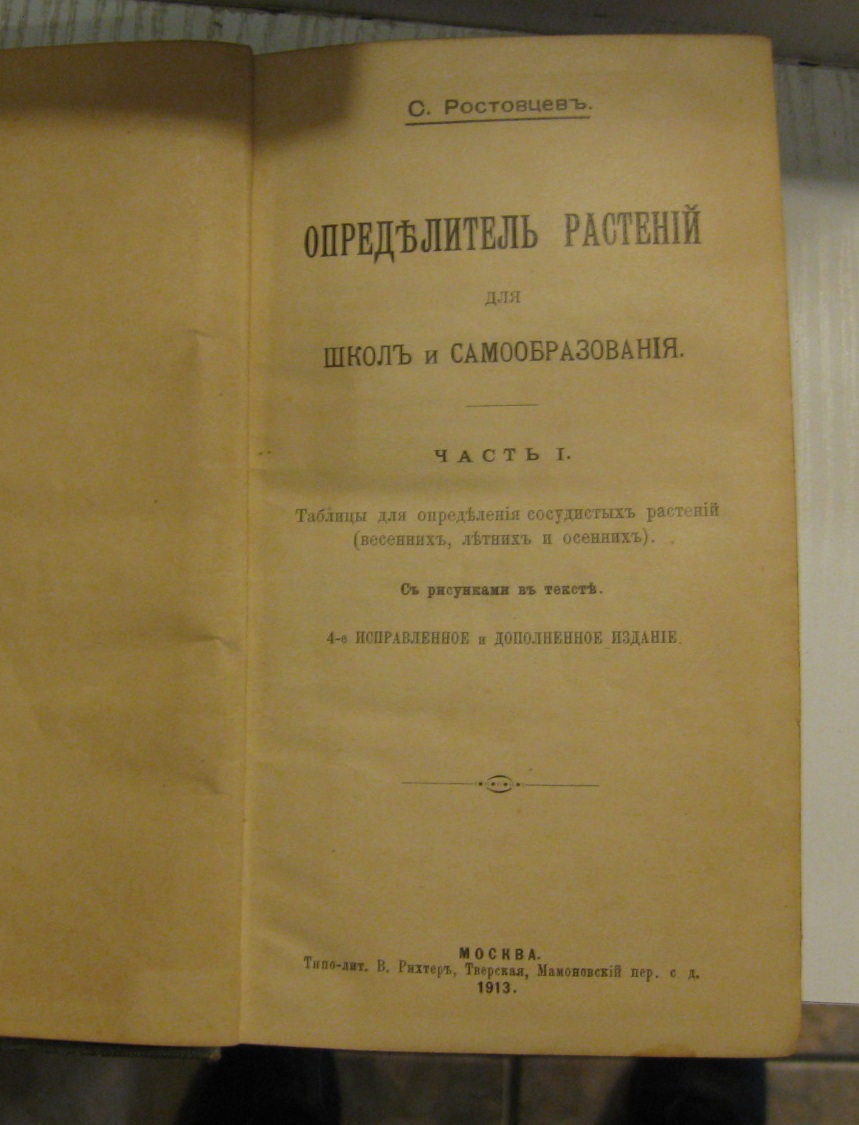 С. Ростовцевъ.
ОПРЕДѢЛИТЕЛЬ РАСТЕНІЙ
ДЛЯ
ШКОЛЪ и САМООБРАЗОВАНІЯ.
ЧАСТЬ I.
Таблицы для опредѣленія сосудистыхъ растеній
(весеннихъ, лѣтнихъ и осеннихъ).
Съ рисунками въ текстѣ.
4-е ИСПРАВЛЕННОЕ и ДОПОЛНЕННОЕ ИЗДАНІЕ.
МОСКВА.
Типо-лит. В. Рихтеръ, Тверская, Мамоновскій пер. с. д.
1913.